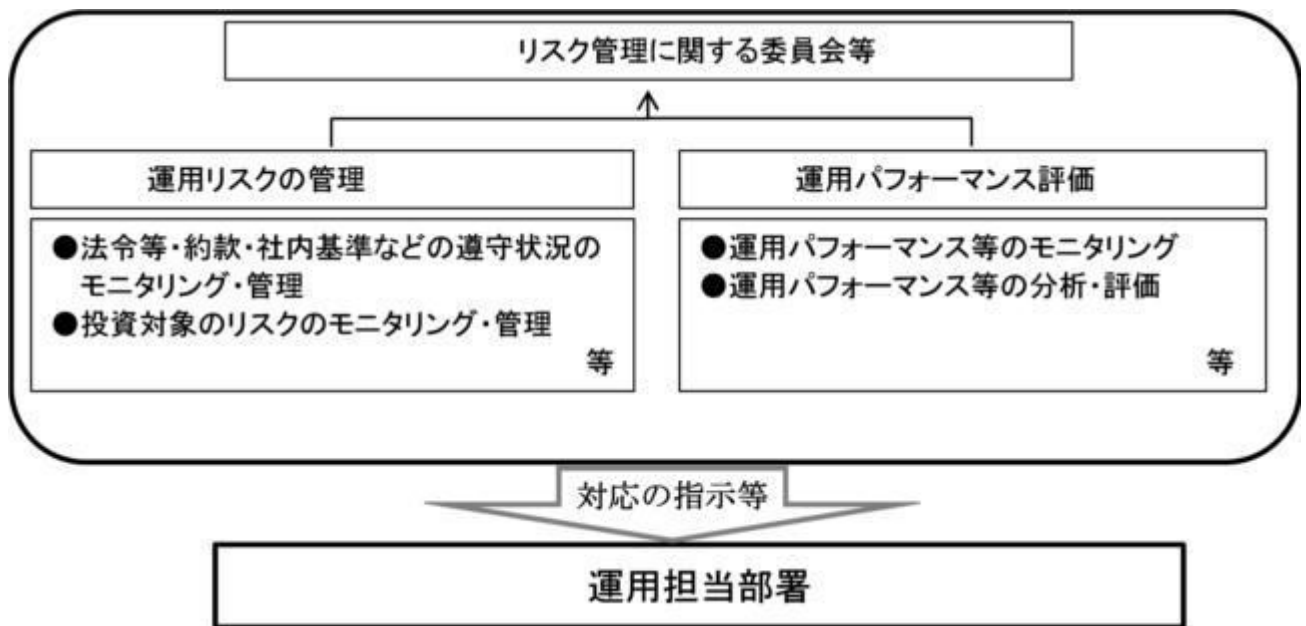 リスク管理に関する委員会等
運用リスクの管理
●法令等・約款・社内基準などの遵守状況の
モニタリング・管理
●投資対象のリスクのモニタリング・管理
等
運用パフォーマンス評価
●運用パフォーマンス等のモニタリング
●運用パフォーマンス等の分析・評価
等
対応の指示等
運用担当部署